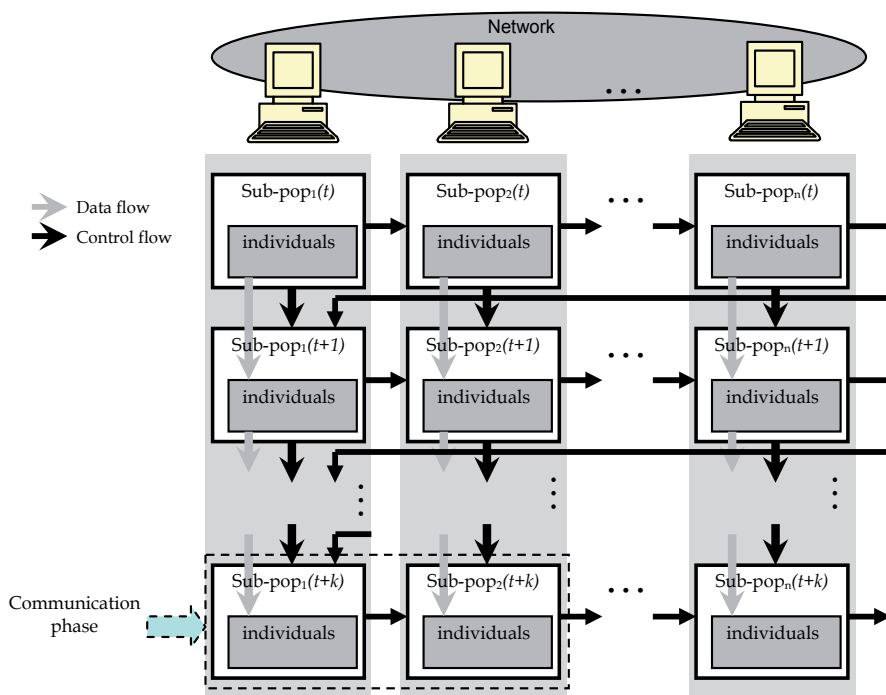 Network
. . .
Sub-pop₁(t)
Sub-pop₂(t)
. . .
Sub-popₙ(t)
Data flow
Control flow
individuals
individuals
individuals
Sub-pop₁(t+1)
Sub-pop₂(t+1)
. . .
Sub-popₙ(t+1)
individuals
individuals
individuals
. . .
. . .
. . .
Sub-pop₁(t+k)
Sub-pop₂(t+k)
. . .
Sub-popₙ(t+k)
Communication
phase
individuals
individuals
individuals